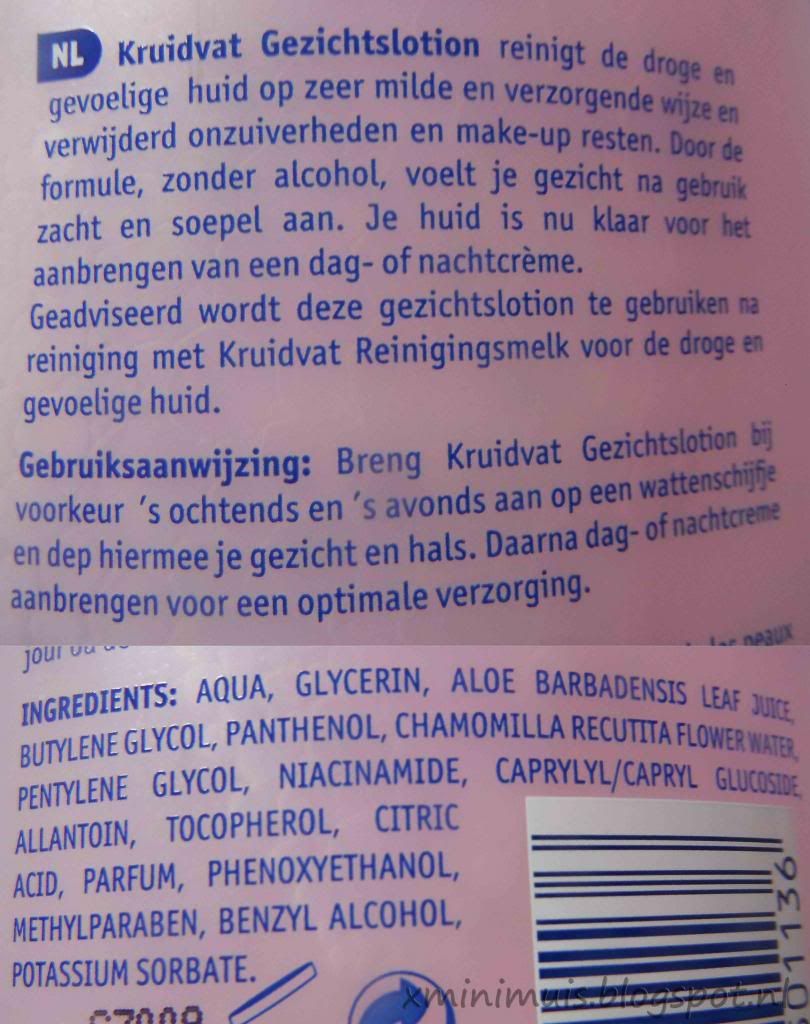 NL Kruidvat Gezichtslotion reinigt de droge en
gevoelige huid op zeer milde en verzorgende wijze en
verwijderd onzuiverheden en make-up resten. Door de
formule, zonder alcohol, voelt je gezicht na gebruik
zacht en soepel aan. Je huid is nu klaar voor het
aanbrengen van een dag- of nachtcrème.
Geadviseerd wordt deze gezichtslotion te gebruiken na
reiniging met Kruidvat Reinigingsmelk voor de droge en
gevoelige huid.
Gebruiksaanwijzing: Breng Kruidvat Gezichtslotion bij
voorkeur 's ochtends en 's avonds aan op een wattenschijfje
en dep hiermee je gezicht en hals. Daarna dag- of nachtcreme
aanbrengen voor een optimale verzorging.
jour peaux
INGREDIENTS: AQUA, GLYCERIN, ALOE BARBADENSIS LEAF JUICE,
BUTYLENE GLYCOL, PANTHENOL, CHAMOMILLA RECUTITA FLOWER WATER,
PENTYLENE GLYCOL, NIACINAMIDE, CAPRYLYL/CAPRYL GLUCOSIDE,
ALLANTOIN, TOCOPHEROL, CITRIC
ACID, PARFUM, PHENOXYETHANOL,
METHYLPARABEN, BENZYL ALCOHOL,
POTASSIUM SORBATE.
xminimuis.blogspot.nl